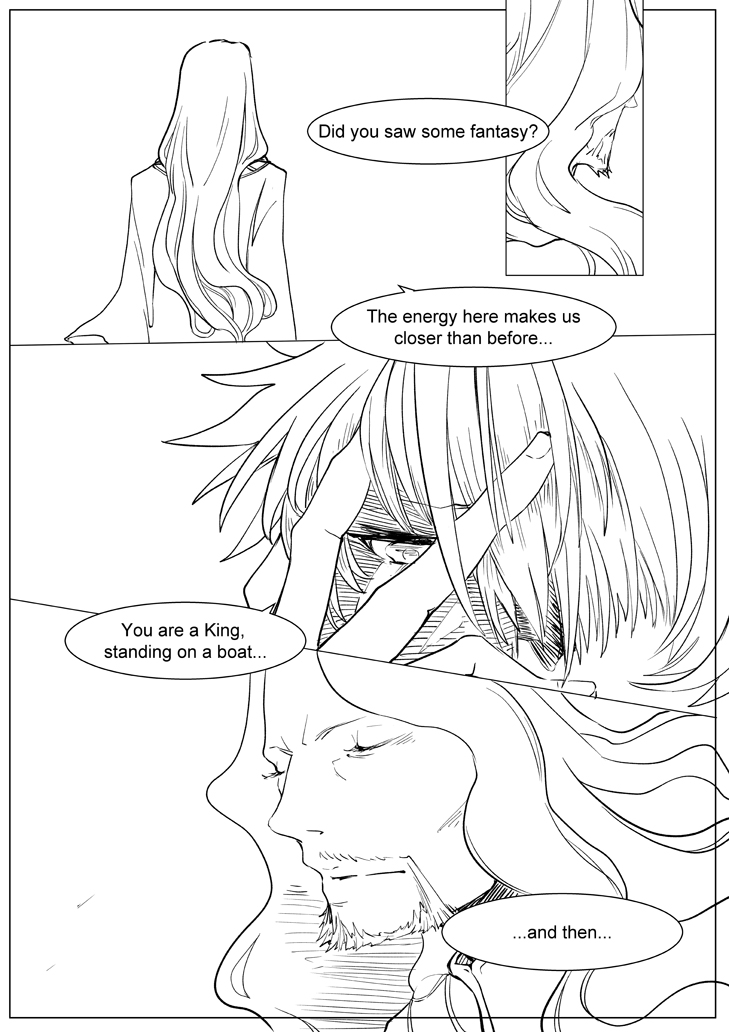 Did you saw some fantasy?
The energy here makes us
closer than before...
You are a King,
standing on a boat...
...and then...